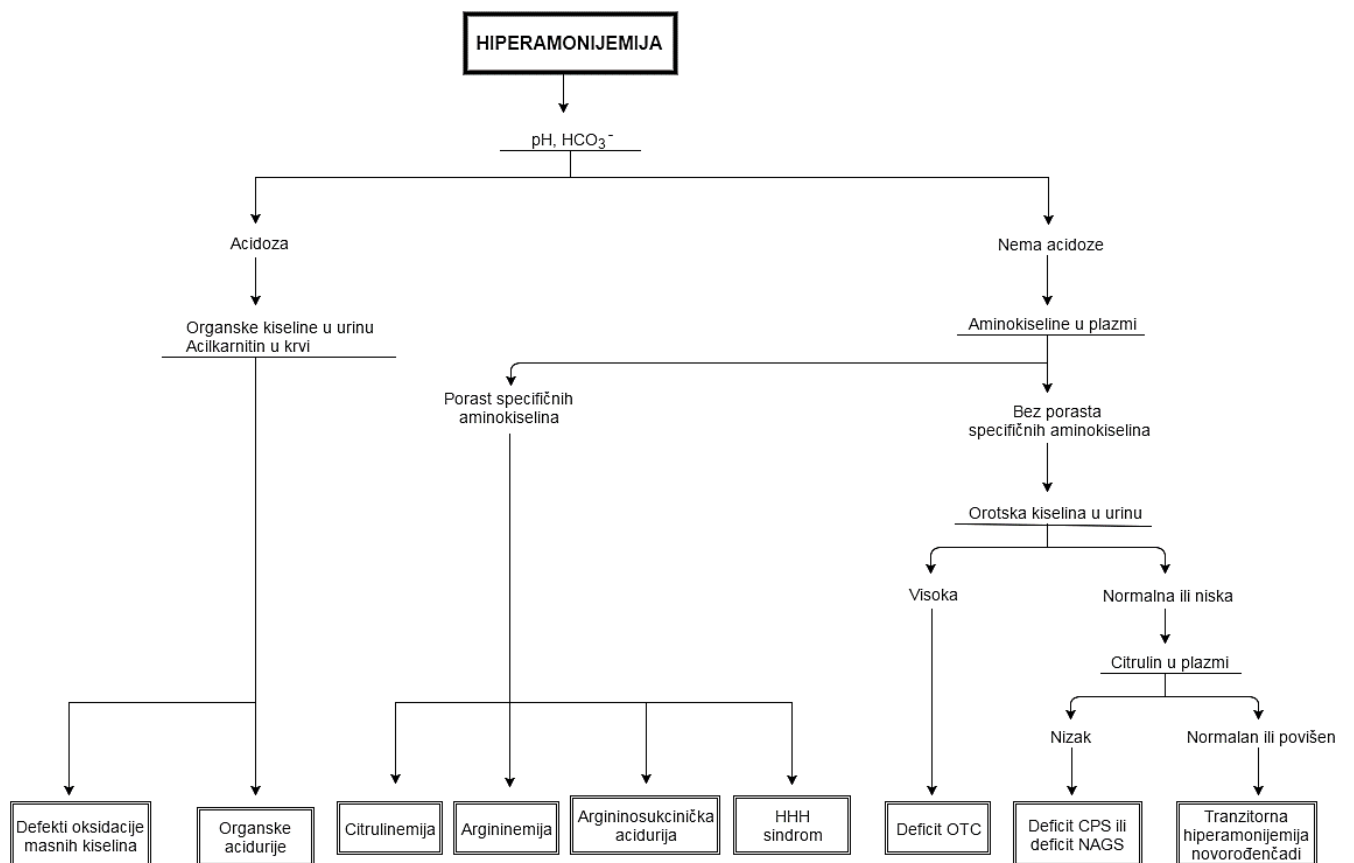 HIPERAMONIJEMIJA
pH, HCO₃⁻
Acidoza
Nema acidoze
Organske kiseline u urinu
Acilkarnitin u krvi
Aminokiseline u plazmi
Porast specifičnih
aminokiselina
Bez porasta
specifičnih aminokiselina
Orotska kiselina u urinu
Visoka
Normalna ili niska
Citrulin u plazmi
Nizak
Normalan ili povišen
Defekti oksidacije
masnih kiselina
Organske
acidurije
Citrulinemija
Argininemija
Argininosukcinička
acidurija
HHH
sindrom
Deficit OTC
Deficit CPS ili
deficit NAGS
Tranzitorna
hiperamonijemija
novorođenčadi